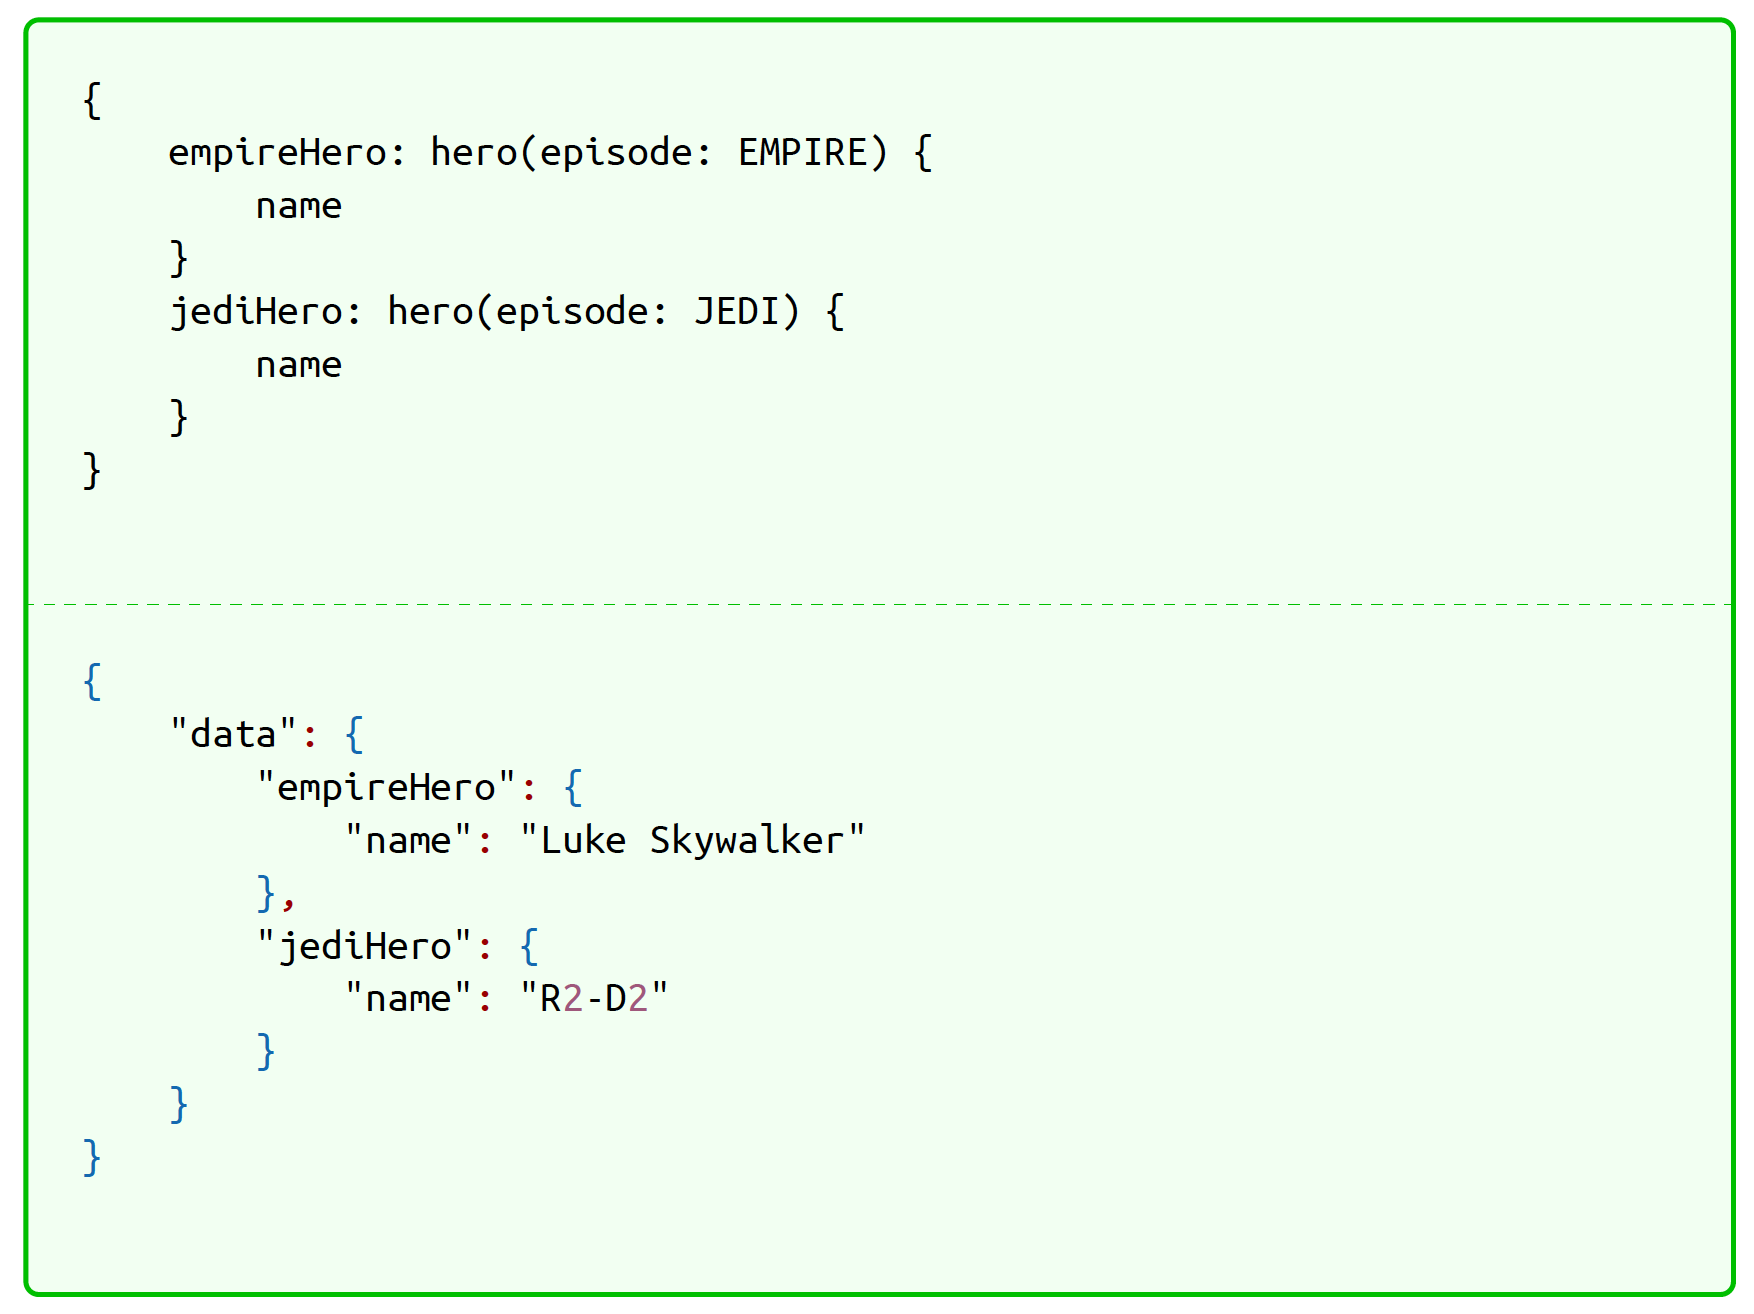 {
    empireHero: hero(episode: EMPIRE) {
        name
    }
    jediHero: hero(episode: JEDI) {
        name
    }
}
{
    "data": {
        "empireHero": {
            "name": "Luke Skywalker"
        },
        "jediHero": {
            "name": "R2-D2"
        }
    }
}